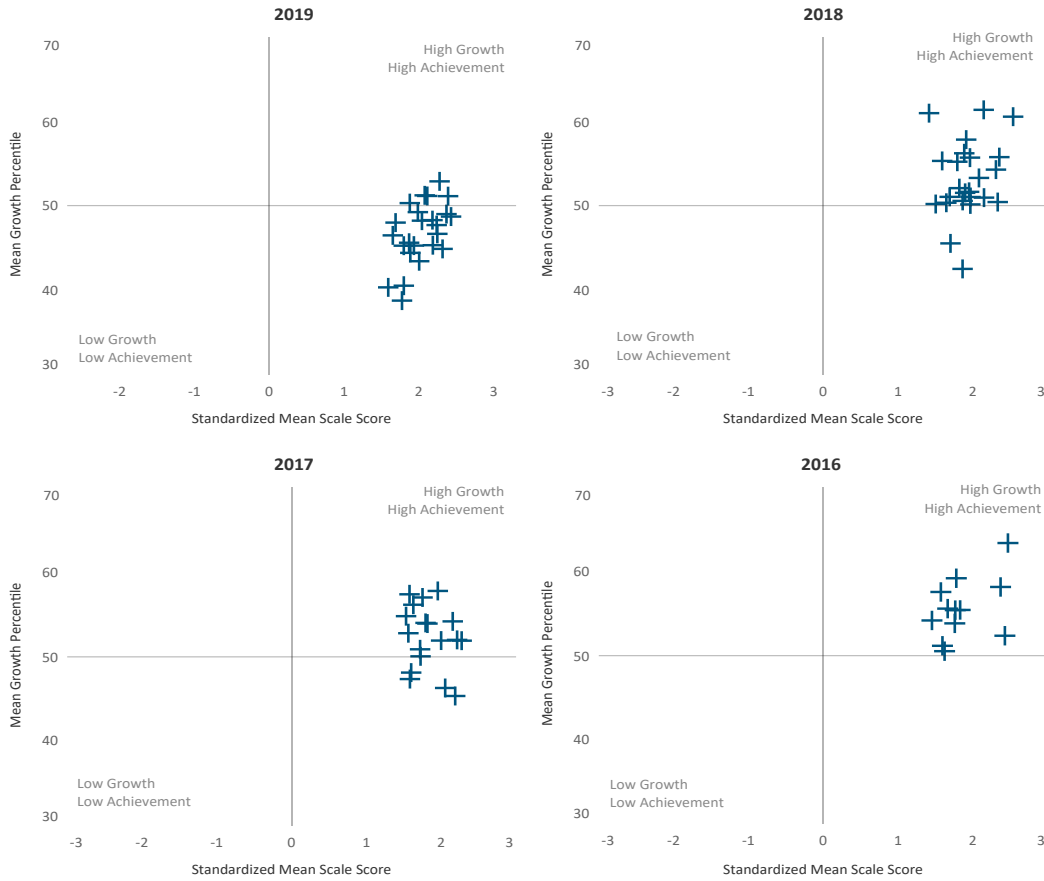 2019
High Growth
High Achievement
70
60
50
40
30
Mean Growth Percentile
Low Growth
Low Achievement
-2
-1
0
1
2
3
Standardized Mean Scale Score
2018
High Growth
High Achievement
70
60
50
40
30
Mean Growth Percentile
Low Growth
Low Achievement
-3
-2
-1
0
1
2
3
Standardized Mean Scale Score
2017
High Growth
High Achievement
70
60
50
40
30
Mean Growth Percentile
Low Growth
Low Achievement
-3
-2
-1
0
1
2
3
Standardized Mean Scale Score
2016
High Growth
High Achievement
70
60
50
40
30
Mean Growth Percentile
Low Growth
Low Achievement
-3
-2
-1
0
1
2
3
Standardized Mean Scale Score